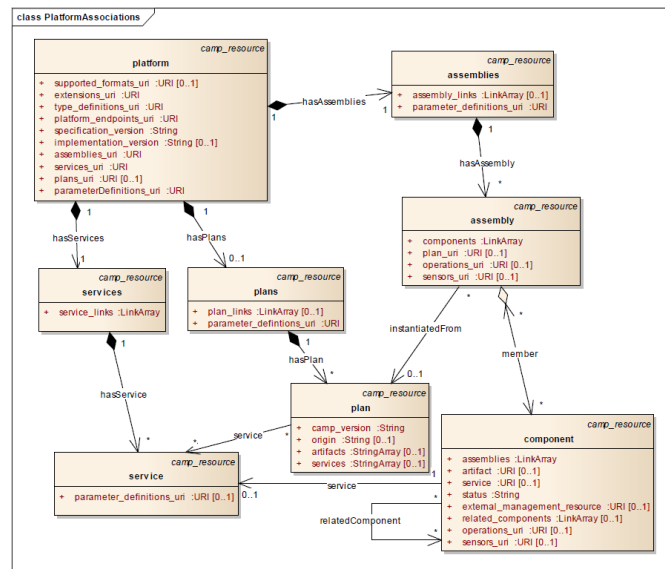 class PlatformAssociations
camp_resource
platform
+ supported_formats_uri :URI [0..1]
+ extensions_uri :URI
+ type_definitions_uri :URI
+ platform_endpoints_uri :URI
+ specification_version :String
+ implementation_version :String [0..1]
+ assemblies_uri :URI
+ services_uri :URI
+ plans_uri :URI [0..1]
+ parameterDefinitions_uri :URI
camp_resource
assemblies
+ assembly_links :LinkArray [0..1]
+ parameter_definitions_uri :URI
1
hasAssemblies
1
1
hasAssembly
*
camp_resource
assembly
+ components :LinkArray
+ plan_uri :URI [0..1]
+ operations_uri :URI [0..1]
+ sensors_uri :URI [0..1]
1
hasServices
1
1
hasPlans
0..1
camp_resource
services
+ service_links :LinkArray
camp_resource
plans
+ plan_links :LinkArray [0..1]
+ parameter_defintions_uri :URI
1
hasService
*
1
hasPlan
*
*
instantiatedFrom
0..1
*
member
*
camp_resource
plan
+ camp_version :String
+ origin :String [0..1]
+ artifacts :StringArray [0..1]
+ services :StringArray [0..1]
*
service
*
camp_resource
service
+ parameter_definitions_uri :URI [0..1]
camp_resource
component
+ assemblies :LinkArray
+ artifact :URI [0..1]
+ service :URI [0..1]
+ status :String
+ external_management_resource :URI [0..1]
+ related_components :LinkArray [0..1]
+ operations_uri :URI [0..1]
+ sensors_uri :URI [0..1]
1
service
0..1
*
relatedComponent
*